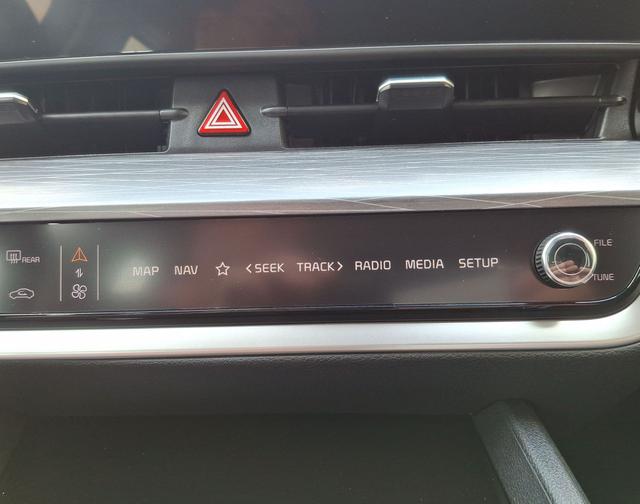 FILE
REAR
MAP NAV ☆ <SEEK TRACK> RADIO MEDIA SETUP
TUNE